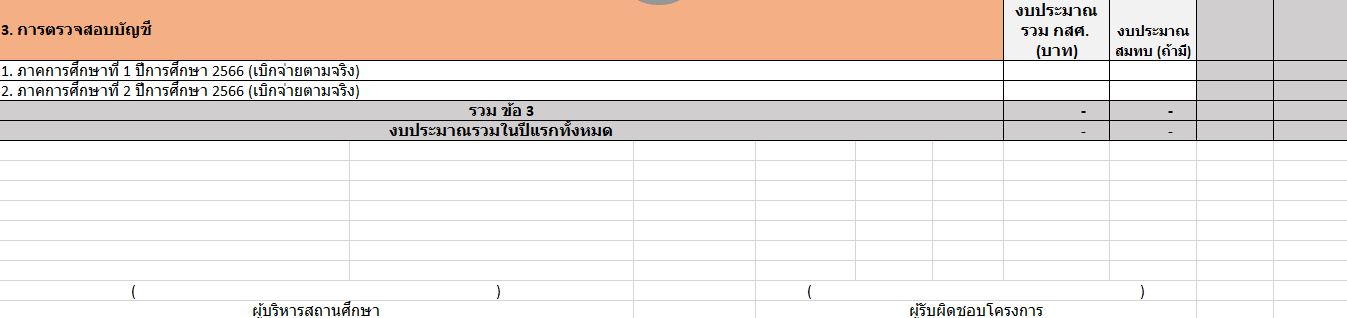 3. การตรวจสอบบัญชี
งบประมาณ
รวม กสศ.
(บาท)
งบประมาณ
สมทบ (ถ้ามี)
1. ภาคการศึกษาที่ 1 ปีการศึกษา 2566 (เบิกจ่ายตามจริง)
2. ภาคการศึกษาที่ 2 ปีการศึกษา 2566 (เบิกจ่ายตามจริง)
รวม ข้อ 3 - -
งบประมาณรวมในปีแรกทั้งหมด - -
( ) ( )
ผู้บริหารสถานศึกษา ผู้รับผิดชอบโครงการ